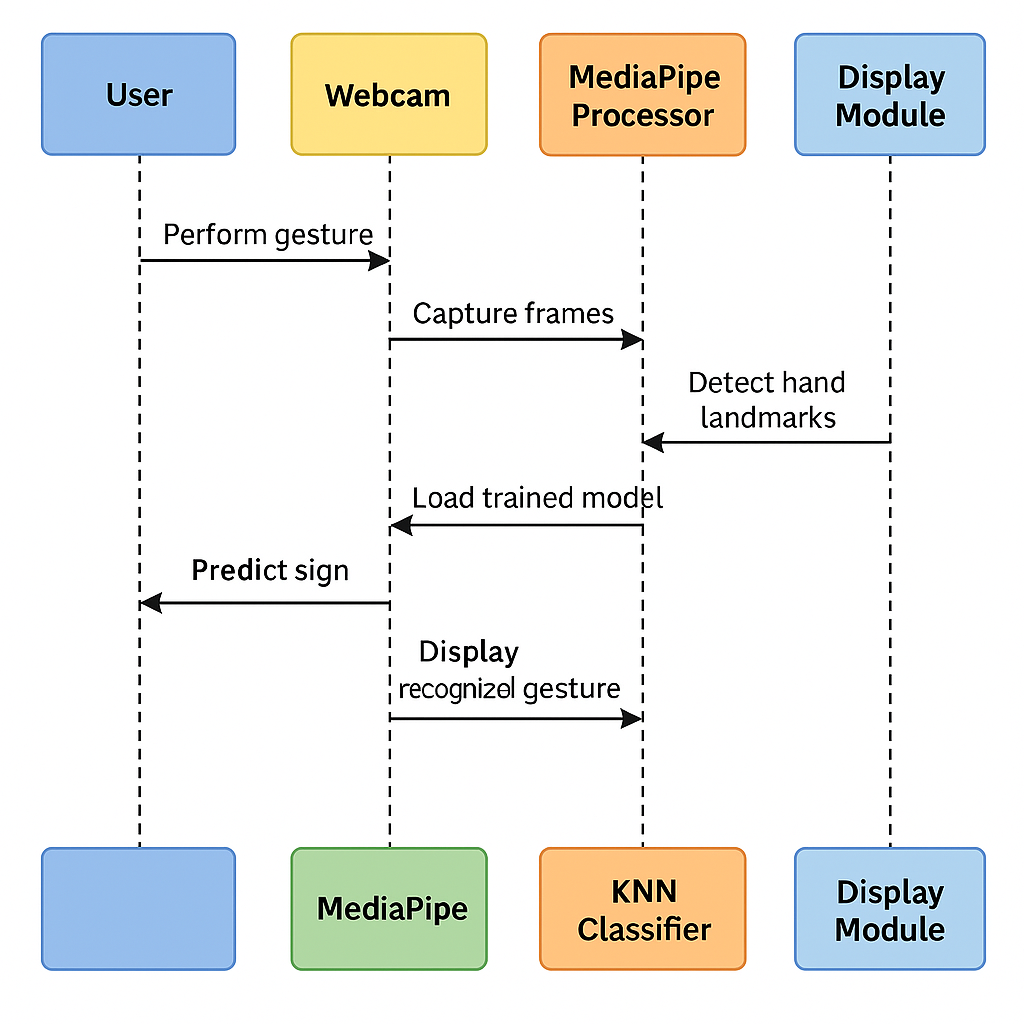 User
Webcam
MediaPipe
Processor
Display
Module
Perform gesture
Capture frames
Detect hand
landmarks
Load trained model
Predict sign
Display
recognizel gesture
MediaPipe
KNN
Classifier
Display
Module